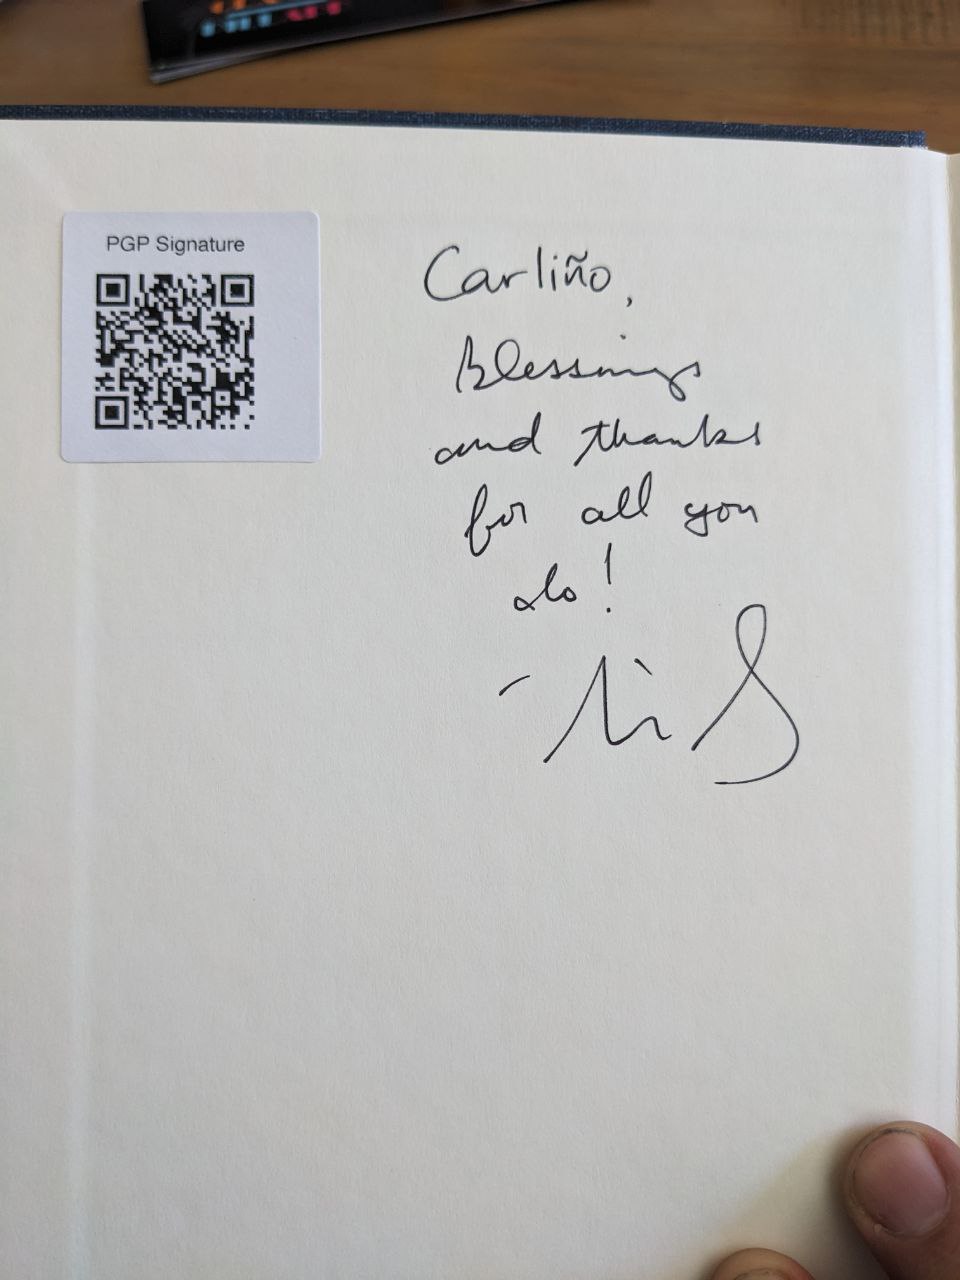 PGP Signature
Carliño,
Blessings
and thanks
for all you
do!